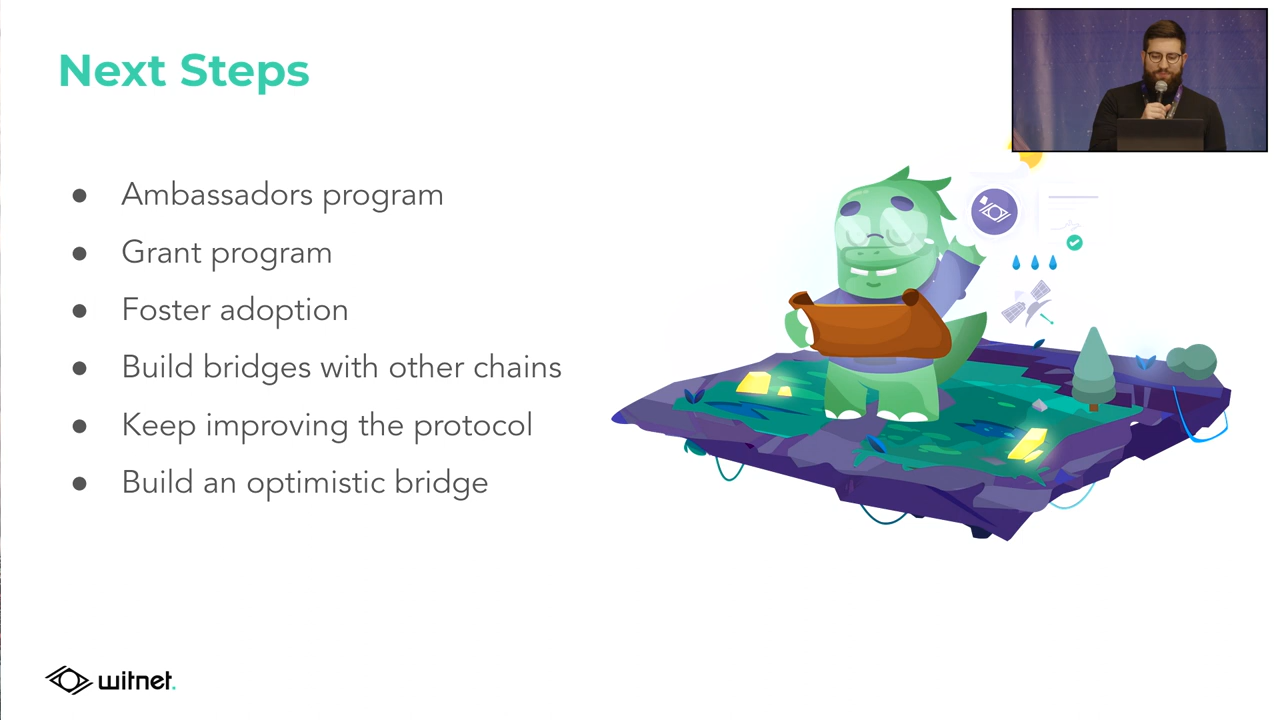 Next Steps
● Ambassadors program
● Grant program
● Foster adoption
● Build bridges with other chains
● Keep improving the protocol
● Build an optimistic bridge
witnet.